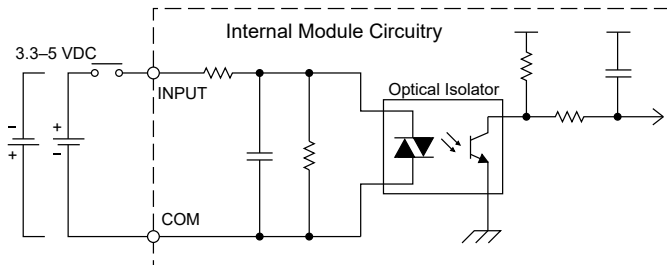 Internal Module Circuitry
3.3–5 VDC
INPUT
Optical Isolator
–
+
+
–
COM